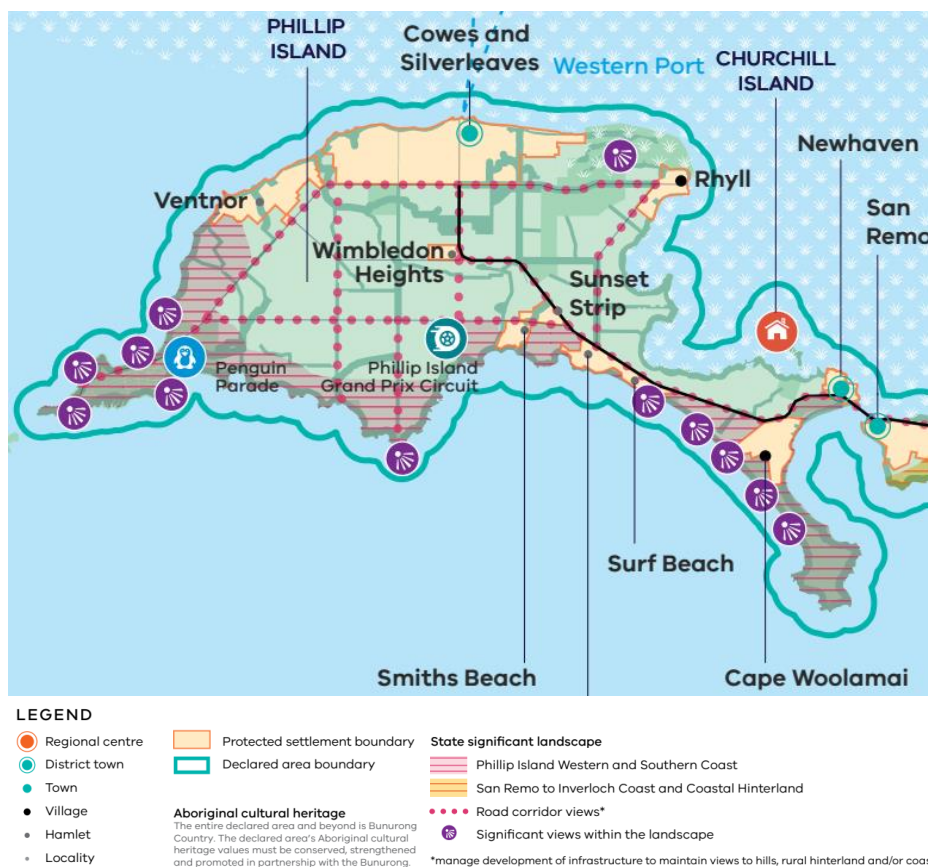 PHILLIP
ISLAND
Cowes and
Silverleaves
Western Port
CHURCHILL
ISLAND
Newhaven
Rhyll
San
Remo
Ventnor
Wimbledon
Heights
Sunset
Strip
Penguin
Parade
Phillip Island
Grand Prix Circuit
Surf Beach
Smiths Beach
Cape Woolamai
LEGEND
Regional centre
District town
Town
Village
Hamlet
Locality
Protected settlement boundary
Declared area boundary
Aboriginal cultural heritage
The entire declared area and beyond is Bunurong
Country. The declared area's Aboriginal cultural
heritage values must be conserved, strengthened
and promoted in partnership with the Bunurong.
State significant landscape
Phillip Island Western and Southern Coast
San Remo to Inverloch Coast and Coastal Hinterland
Road corridor views*
Significant views within the landscape
*manage development of infrastructure to maintain views to hills, rural hinterland and/or coas